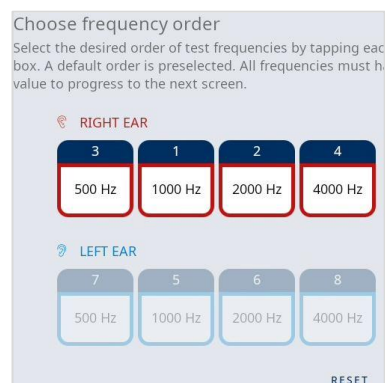 Choose frequency order
Select the desired order of test frequencies by tapping eac
box. A default order is preselected. All frequencies must ha
value to progress to the next screen.
RIGHT EAR
3 1 2 4
500 Hz 1000 Hz 2000 Hz 4000 Hz
LEFT EAR
7 5 6 8
500 Hz 1000 Hz 2000 Hz 4000 Hz
RESET